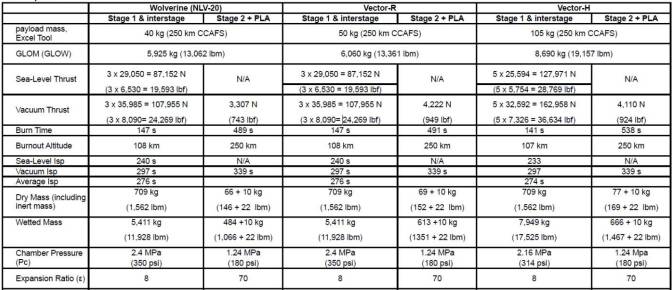 Wolverine (NLV-20) Vector-R Vector-H
Stage 1 & interstage Stage 2 + PLA Stage 1 & interstage Stage 2 + PLA Stage 1 & interstage Stage 2 + PLA
payload mass, Excel Tool 40 kg (250 km CCAFS) 50 kg (250 km CCAFS) 105 kg (250 km CCAFS)
GLOM (GLOW) 5,925 kg (13,062 lbm) 6,060 kg (13,361 lbm) 8,690 kg (19,157 lbm)
Sea-Level Thrust 3 x 29,050 = 87,152 N N/A 3 x 29,050 = 87,152 N N/A 5 x 25,594 = 127,971 N N/A
(3 x 6,530 = 19,593 lbf) (3 x 6,530 = 19,593 lbf) (5 x 5,754 = 28,769 lbf)
Vacuum Thrust 3 x 35,985 = 107,955 N 3,307 N 3 x 35,985 = 107,955 N 4,222 N 5 x 32,592 = 162,958 N 4,110 N
(3 x 8,090= 24,269 lbf) (743 lbf) (3 x 8,090= 24,269 lbf) (949 lbf) (5 x 7,326 = 36,634 lbf) (924 lbf)
Burn Time 147 s 489 s 147 s 491 s 141 s 538 s
Burnout Altitude 108 km 250 km 108 km 250 km 107 km 250 km
Sea-Level Isp 240 s N/A 240 s N/A 233 N/A
Vacuum Isp 297 s 339 s 297 s 339 s 297 339 s
Average Isp 276 s 276 s 274 s
Dry Mass (including inert mass) 709 kg 66 + 10 kg 709 kg 69 + 10 kg 709 kg 77 + 10 kg
(1,562 lbm) (146 + 22 lbm) (1,562 lbm) (152 + 22 lbm) (1,562 lbm) (169 + 22 lbm)
Wetted Mass 5,411 kg 484 +10 kg 5,411 kg 613 +10 kg 7,949 kg 666 + 10 kg
(11,928 lbm) (1,066 + 22 lbm) (11,928 lbm) (1351 + 22 lbm) (17,525 lbm) (1,467 + 22 lbm)
Chamber Pressure (Pc) 2.4 MPa 1.24 MPa 2.4 MPa 1.24 MPa 2.16 MPa 1.24 Mpa
(350 psi) (180 psi) (350 psi) (180 psi) (314 psi) (180 psi)
Expansion Ratio (ε) 8 70 8 70 8 70